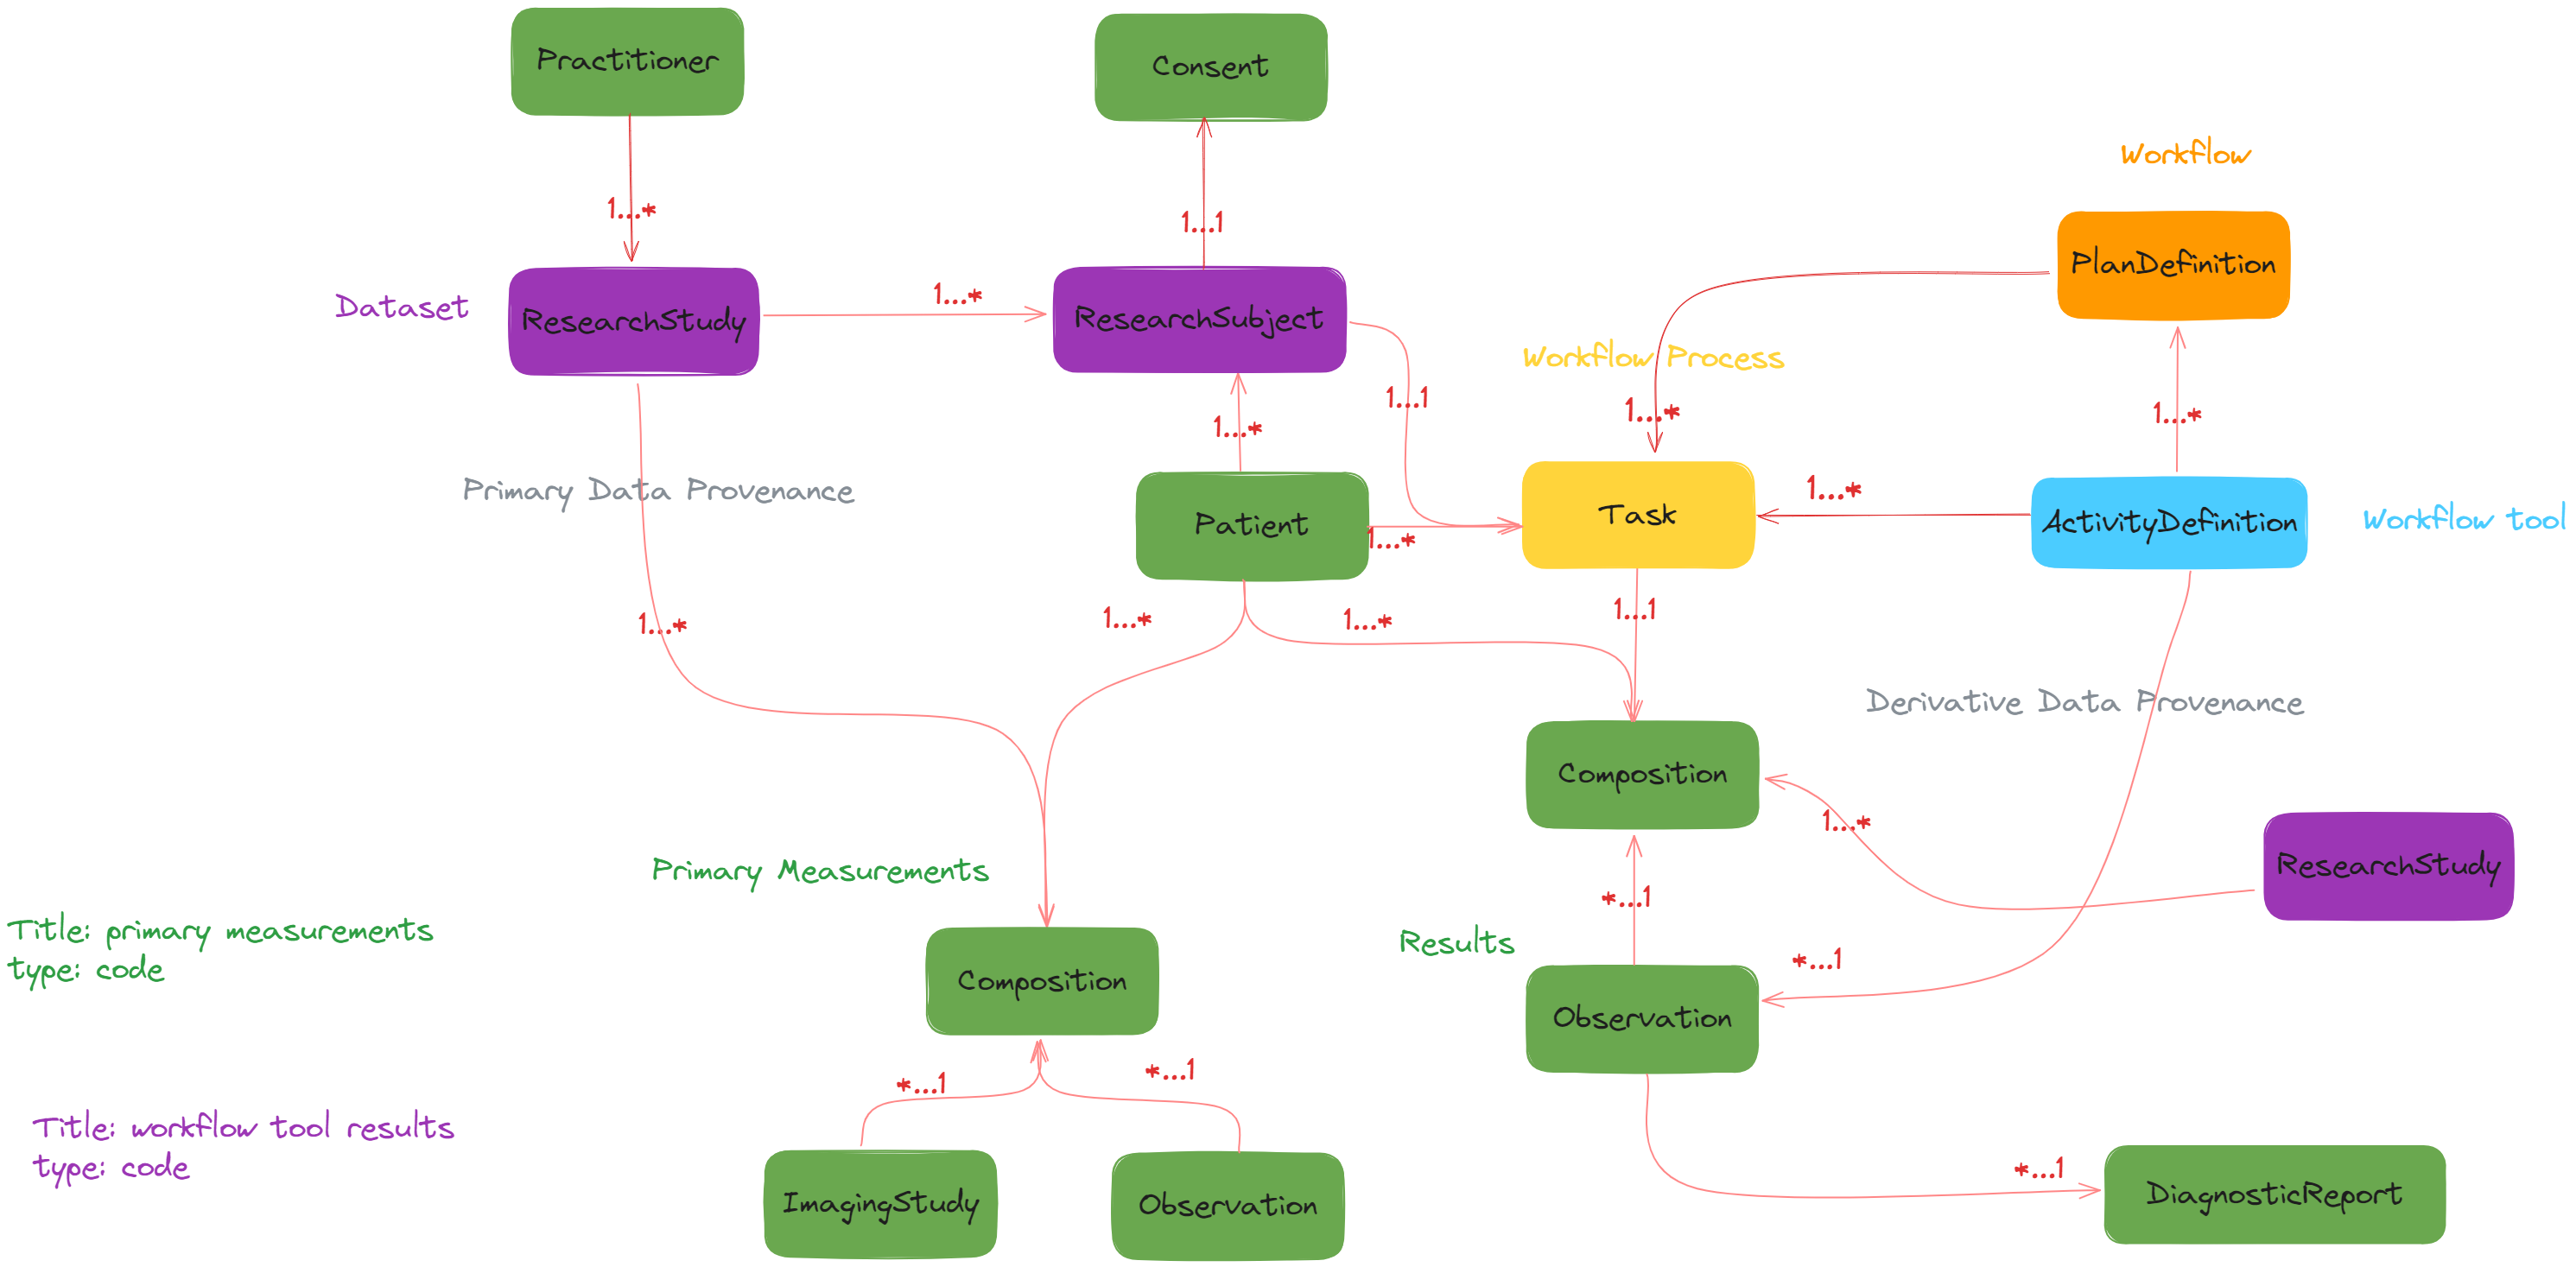 Practitioner
Consent
Workflow
1...*
1...1
PlanDefinition
Dataset
ResearchStudy
1...*
ResearchSubject
Workflow Process
1...1
1...*
1...*
1...*
Primary Data Provenance
Patient
1...*
Task
1...*
ActivityDefinition
Workflow tool
1...*
1...*
1...*
1...1
Derivative Data Provenance
Composition
1...*
ResearchStudy
Primary Measurements
*...1
Title: primary measurements
type: code
Results
*...1
Composition
Observation
*...1
*...1
Title: workflow tool results
type: code
*...1
ImagingStudy
Observation
DiagnosticReport